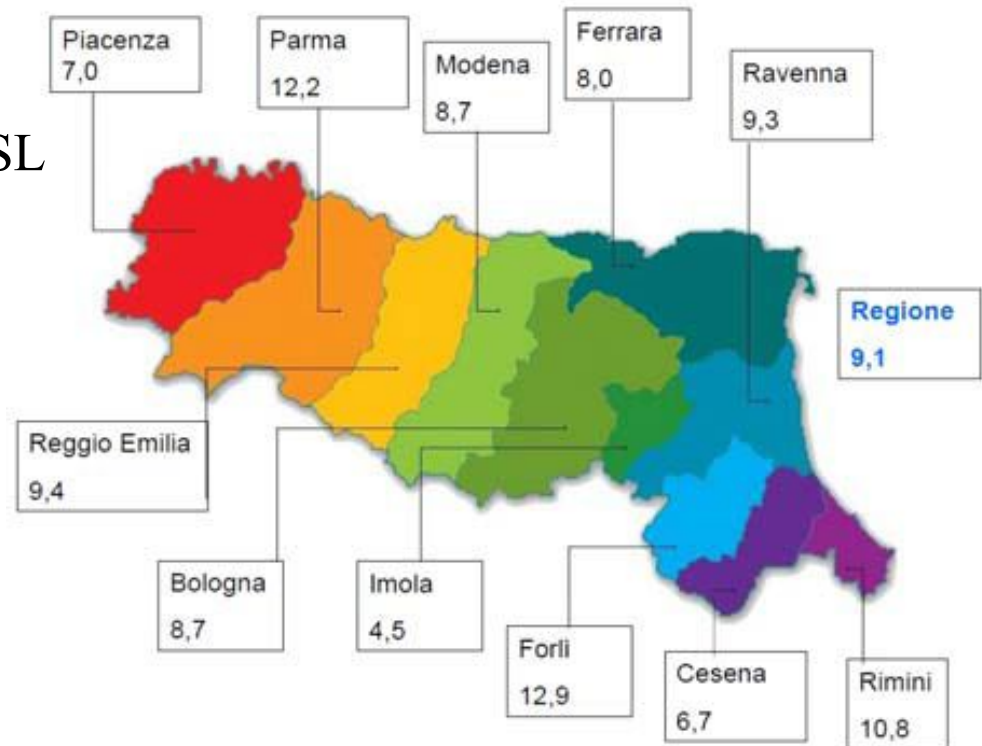 Piacenza
7,0
Parma
12,2
Modena
8,7
Ferrara
8,0
Ravenna
9,3
SL
Regione
9,1
Reggio Emilia
9,4
Bologna
8,7
Imola
4,5
Forlì
12,9
Cesena
6,7
Rimini
10,8